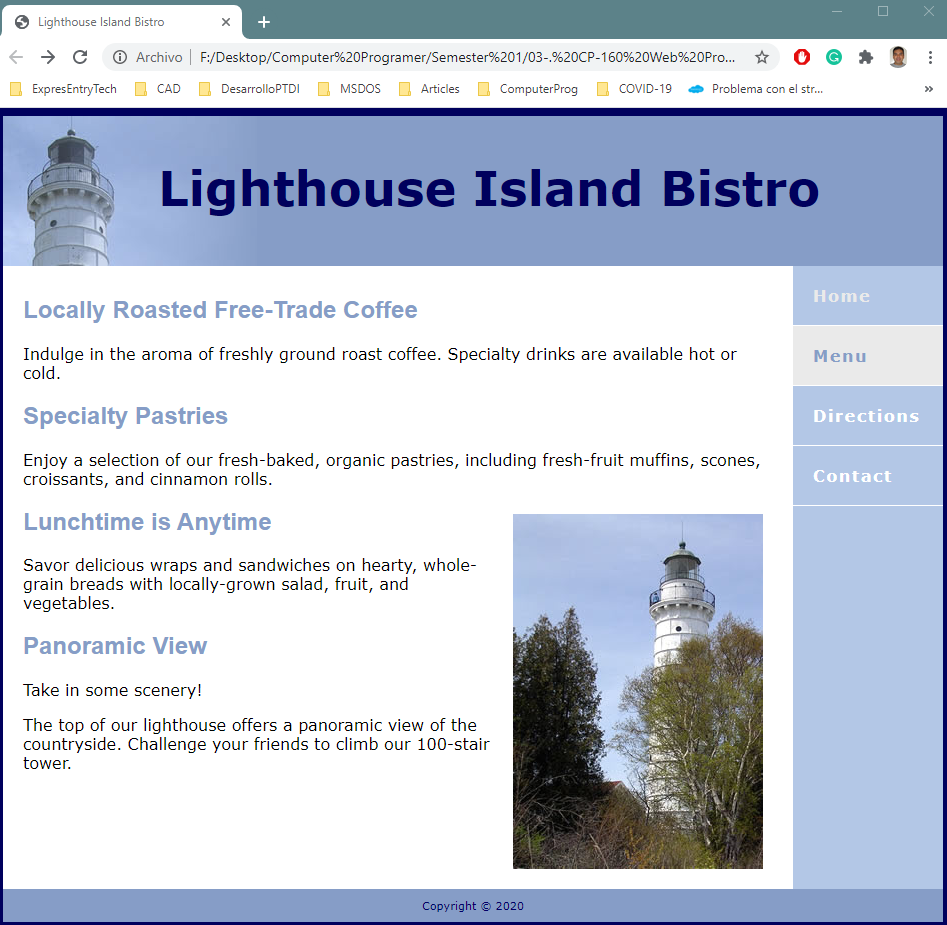 Lighthouse Island Bistro
Archivo F:/Desktop/Computer%20Programer/Semester%201/03-.%20CP-160%20Web%20Pro...
ExpresEntryTech CAD DesarrolloPTDI MSDOS Articles ComputerProg COVID-19 Problema con el str... »
Lighthouse Island Bistro
Locally Roasted Free-Trade Coffee
Indulge in the aroma of freshly ground roast coffee. Specialty drinks are available hot or
cold.
Specialty Pastries
Enjoy a selection of our fresh-baked, organic pastries, including fresh-fruit muffins, scones,
croissants, and cinnamon rolls.
Lunchtime is Anytime
Savor delicious wraps and sandwiches on hearty, whole-
grain breads with locally-grown salad, fruit, and
vegetables.
Panoramic View
Take in some scenery!
The top of our lighthouse offers a panoramic view of the
countryside. Challenge your friends to climb our 100-stair
tower.
Home
Menu
Directions
Contact
Copyright © 2020